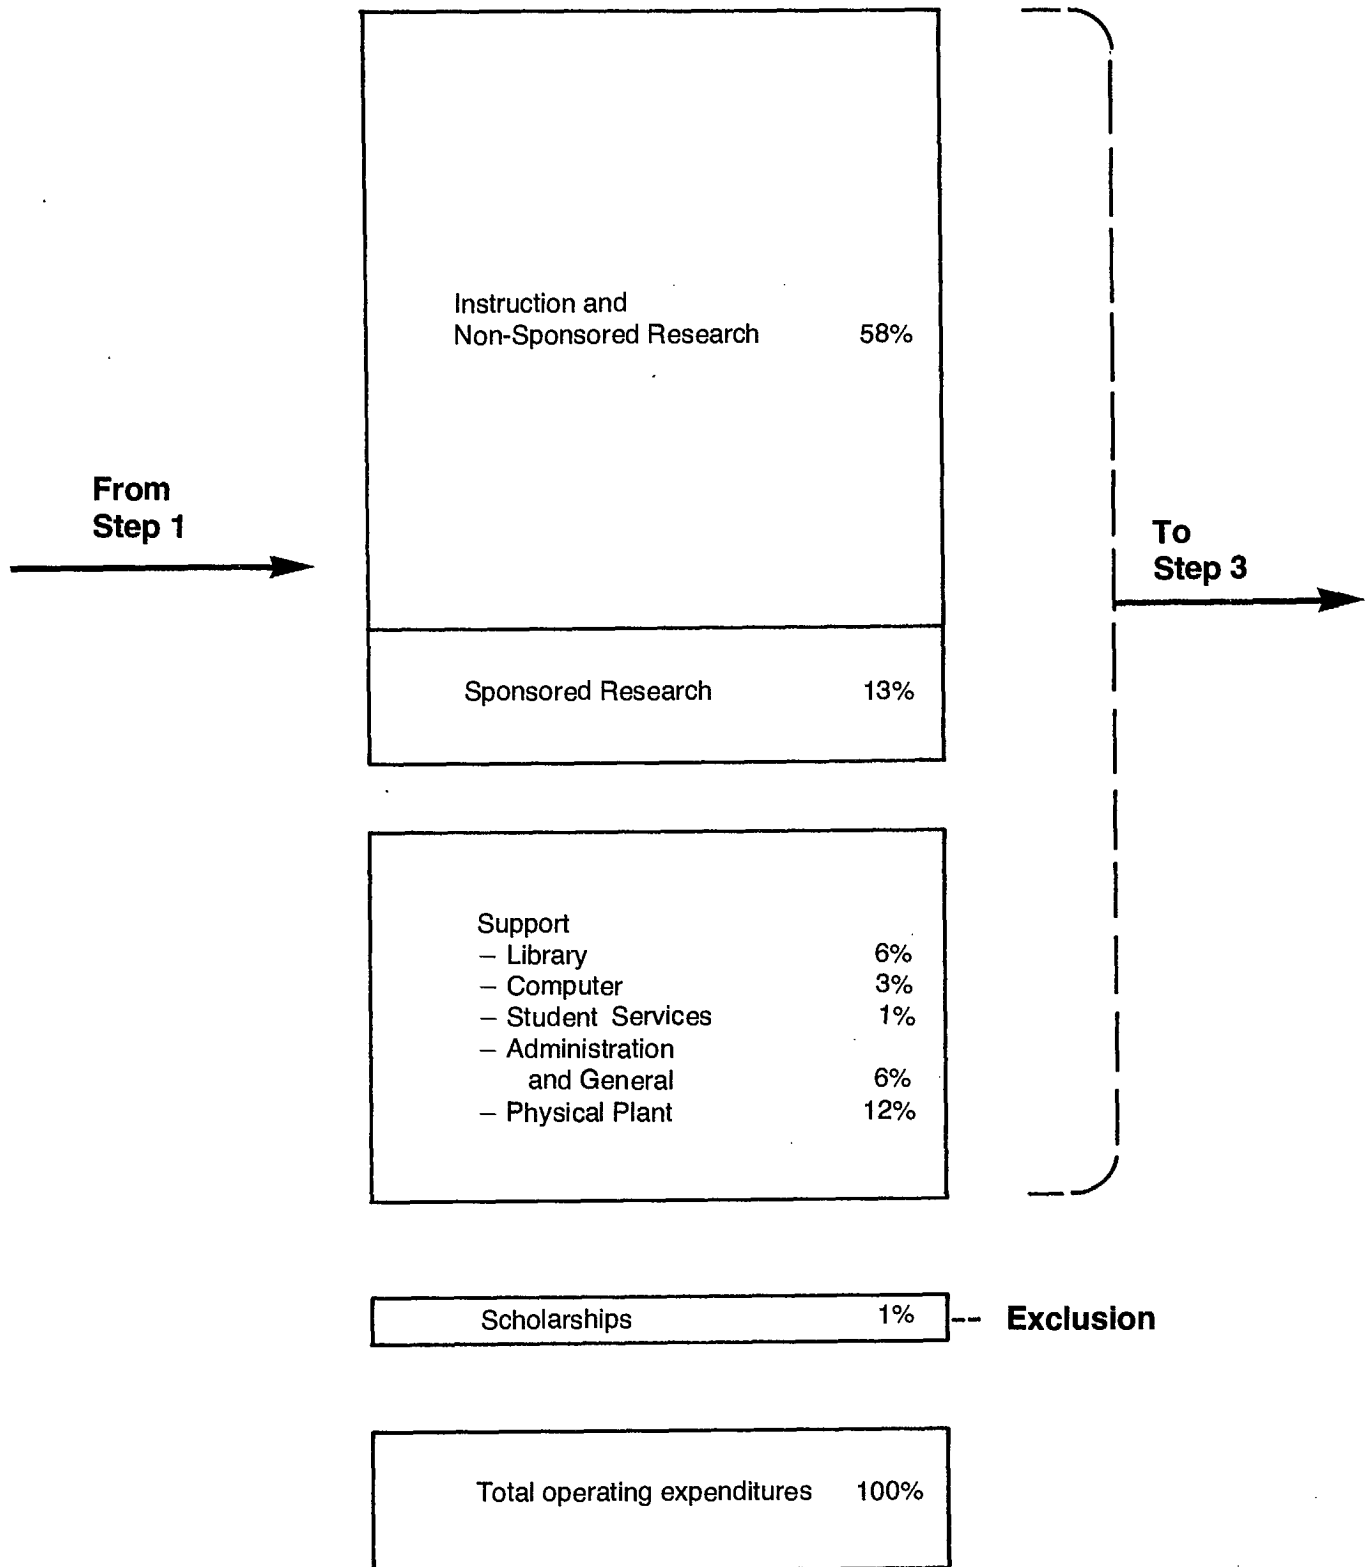 Instruction and
Non-Sponsored Research 58%
From
Step 1
To
Step 3
Sponsored Research 13%
Support
– Library 6%
– Computer 3%
– Student Services 1%
– Administration
and General 6%
– Physical Plant 12%
Scholarships 1% -- Exclusion
Total operating expenditures 100%